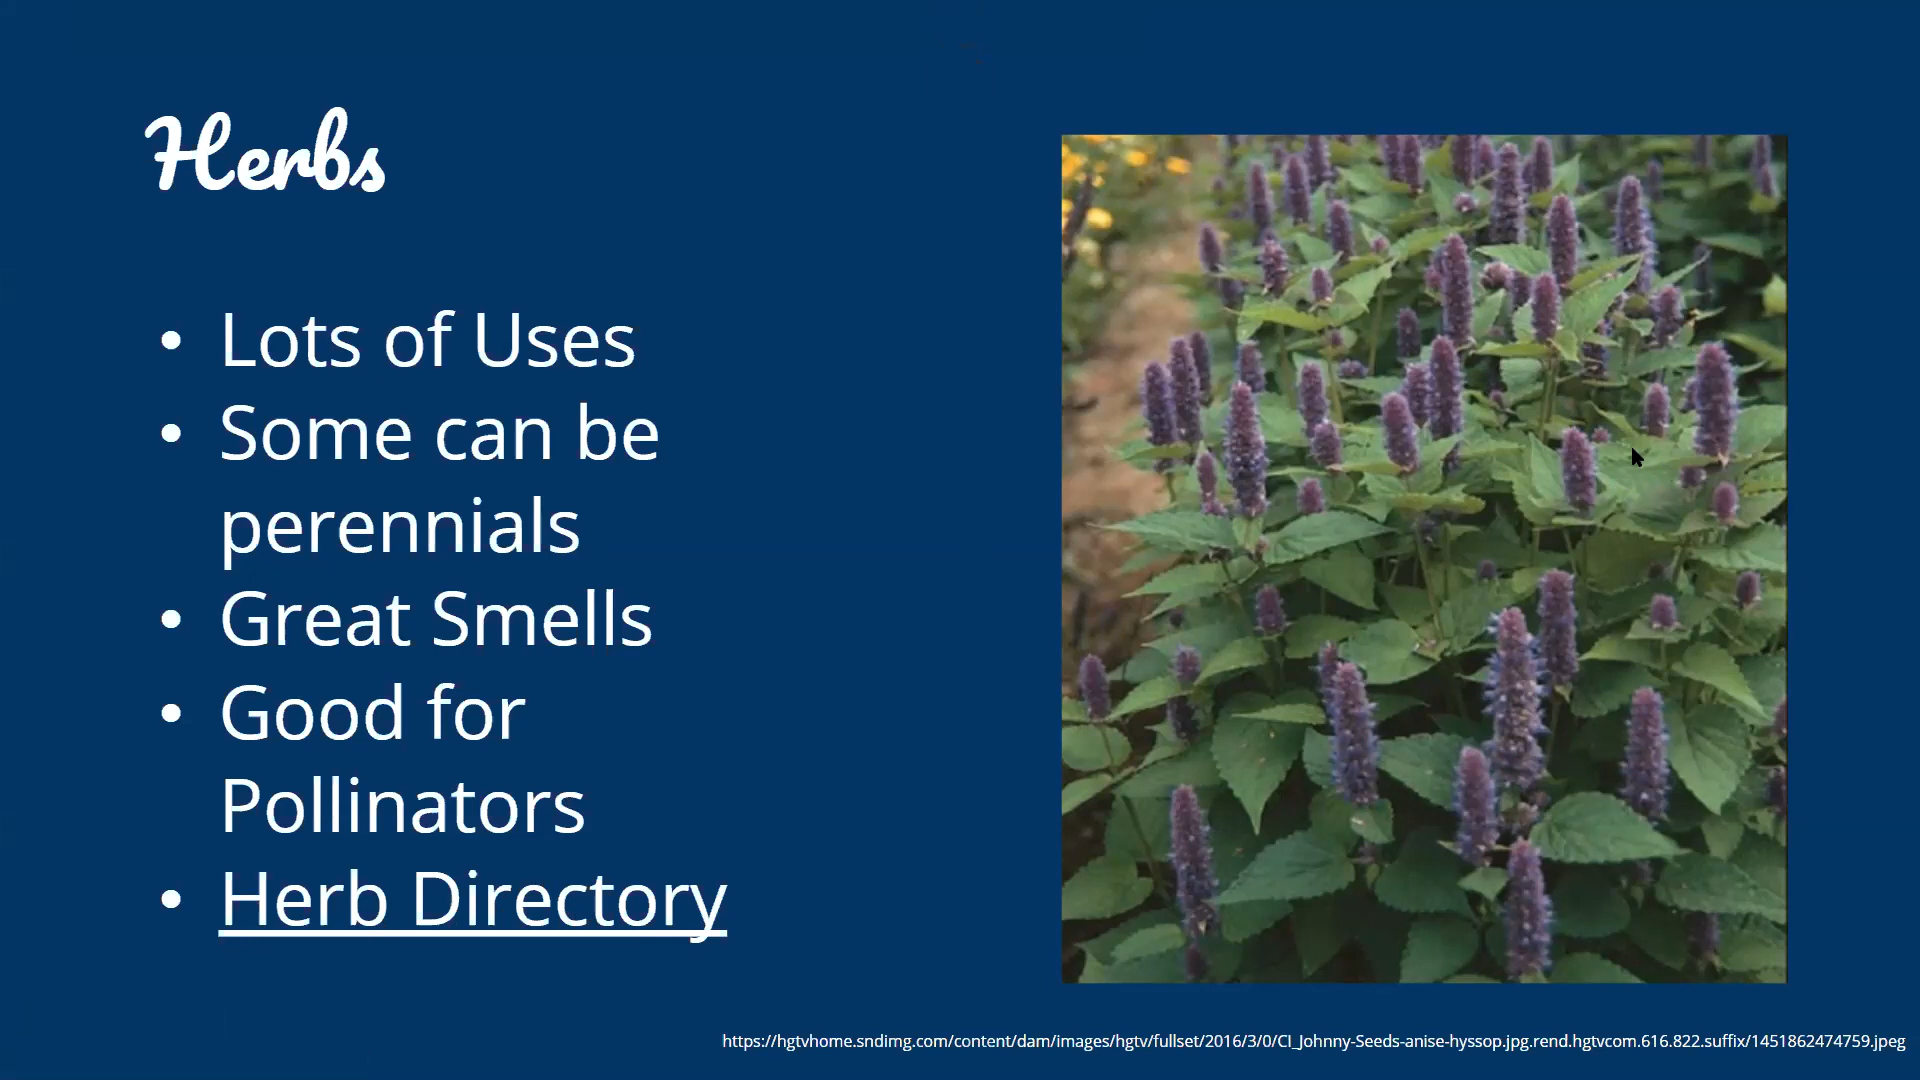 Herbs
• Lots of Uses
• Some can be
perennials
• Great Smells
• Good for
Pollinators
• Herb Directory
https://hgtvhome.sndimg.com/content/dam/images/hgtv/fullset/2016/3/0/CI_Johnny-Seeds-anise-hyssop.jpg.rend.hgtvcom.616.822.suffix/1451862474759.jpeg